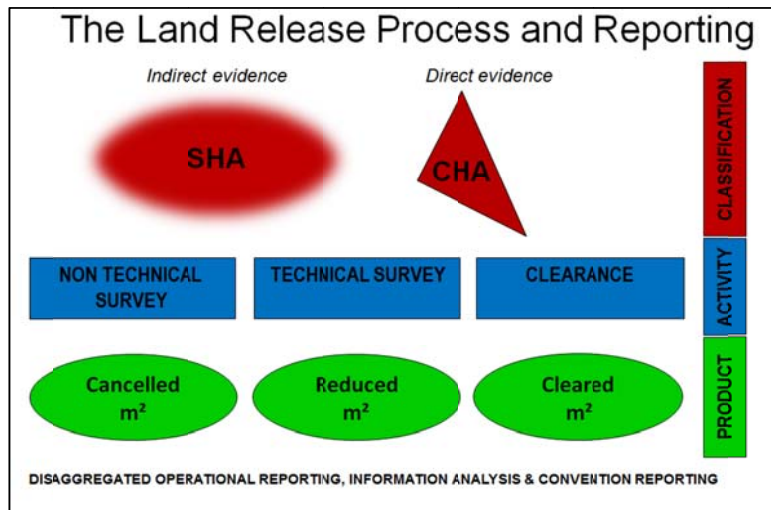 The Land Release Process and Reporting
Indirect evidence
Direct evidence
SHA
CHA
CLASSIFICATION
NON TECHNICAL
SURVEY
TECHNICAL SURVEY
CLEARANCE
ACTIVITY
Cancelled
m²
Reduced
m²
Cleared
m²
PRODUCT
DISAGGREGATED OPERATIONAL REPORTING, INFORMATION ANALYSIS & CONVENTION REPORTING